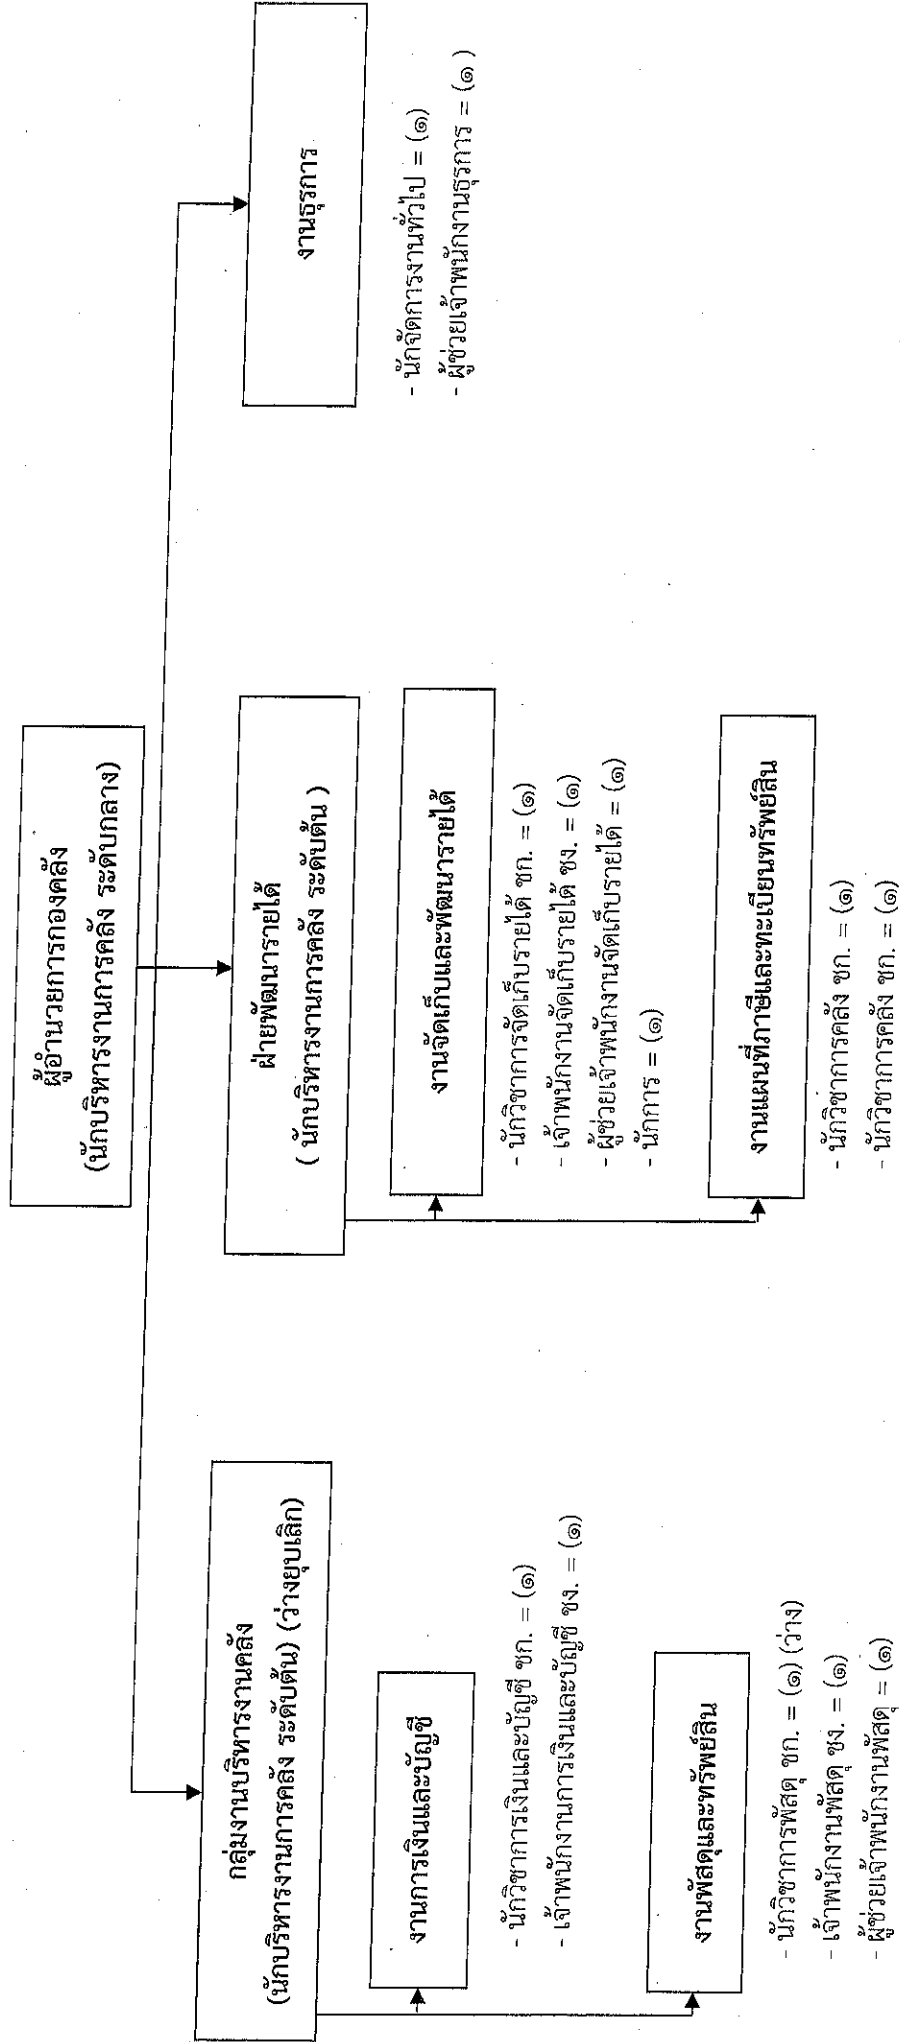 ผู้อำนวยการกองคลัง
(นักบริหารงานการคลัง ระดับกลาง)
กลุ่มงานบริหารงานคลัง
(นักบริหารงานการคลัง ระดับต้น) (ว่างยุบเลิก)
งานการเงินและบัญชี
- นักวิชาการเงินและบัญชี ชก. = (๑)
- เจ้าพนักงานการเงินและบัญชี ชง. = (๑)
งานพัสดุและทรัพย์สิน
- นักวิชาการพัสดุ ชก. = (๑) (ว่าง)
- เจ้าพนักงานพัสดุ ชง. = (๑)
- ผู้ช่วยเจ้าพนักงานพัสดุ = (๑)
ฝ่ายพัฒนารายได้
( นักบริหารงานการคลัง ระดับต้น )
งานจัดเก็บและพัฒนารายได้
- นักวิชาการจัดเก็บรายได้ ชก. = (๑)
- เจ้าพนักงานจัดเก็บรายได้ ชง. = (๑)
- ผู้ช่วยเจ้าพนักงานจัดเก็บรายได้ = (๑)
- นักการ = (๑)
งานแผนที่ภาษีและทะเบียนทรัพย์สิน
- นักวิชาการคลัง ชก. = (๑)
- นักวิชาการคลัง ชก. = (๑)
งานธุรการ
- นักจัดการงานทั่วไป = (๑)
- ผู้ช่วยเจ้าพนักงานธุรการ = (๑ )